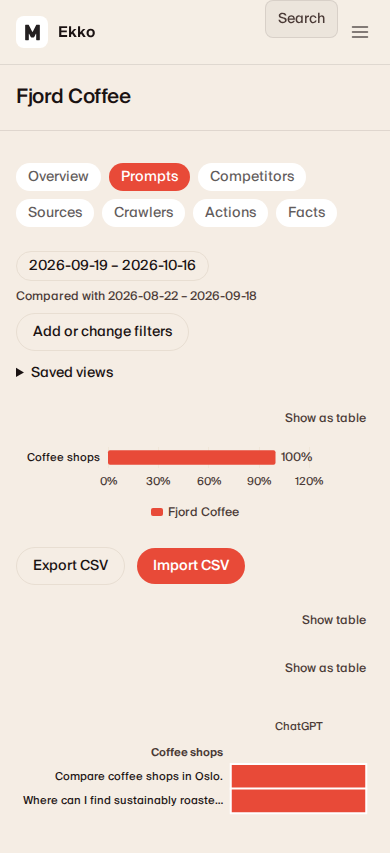 Search
M Ekko
Fjord Coffee
Overview Prompts Competitors
Sources Crawlers Actions Facts
2026-09-19 – 2026-10-16
Compared with 2026-08-22 – 2026-09-18
Add or change filters
Saved views
Show as table
Coffee shops 100%
0% 30% 60% 90% 120%
Fjord Coffee
Export CSV Import CSV
Show table
Show as table
ChatGPT
Coffee shops
Compare coffee shops in Oslo.
Where can I find sustainably roaste...